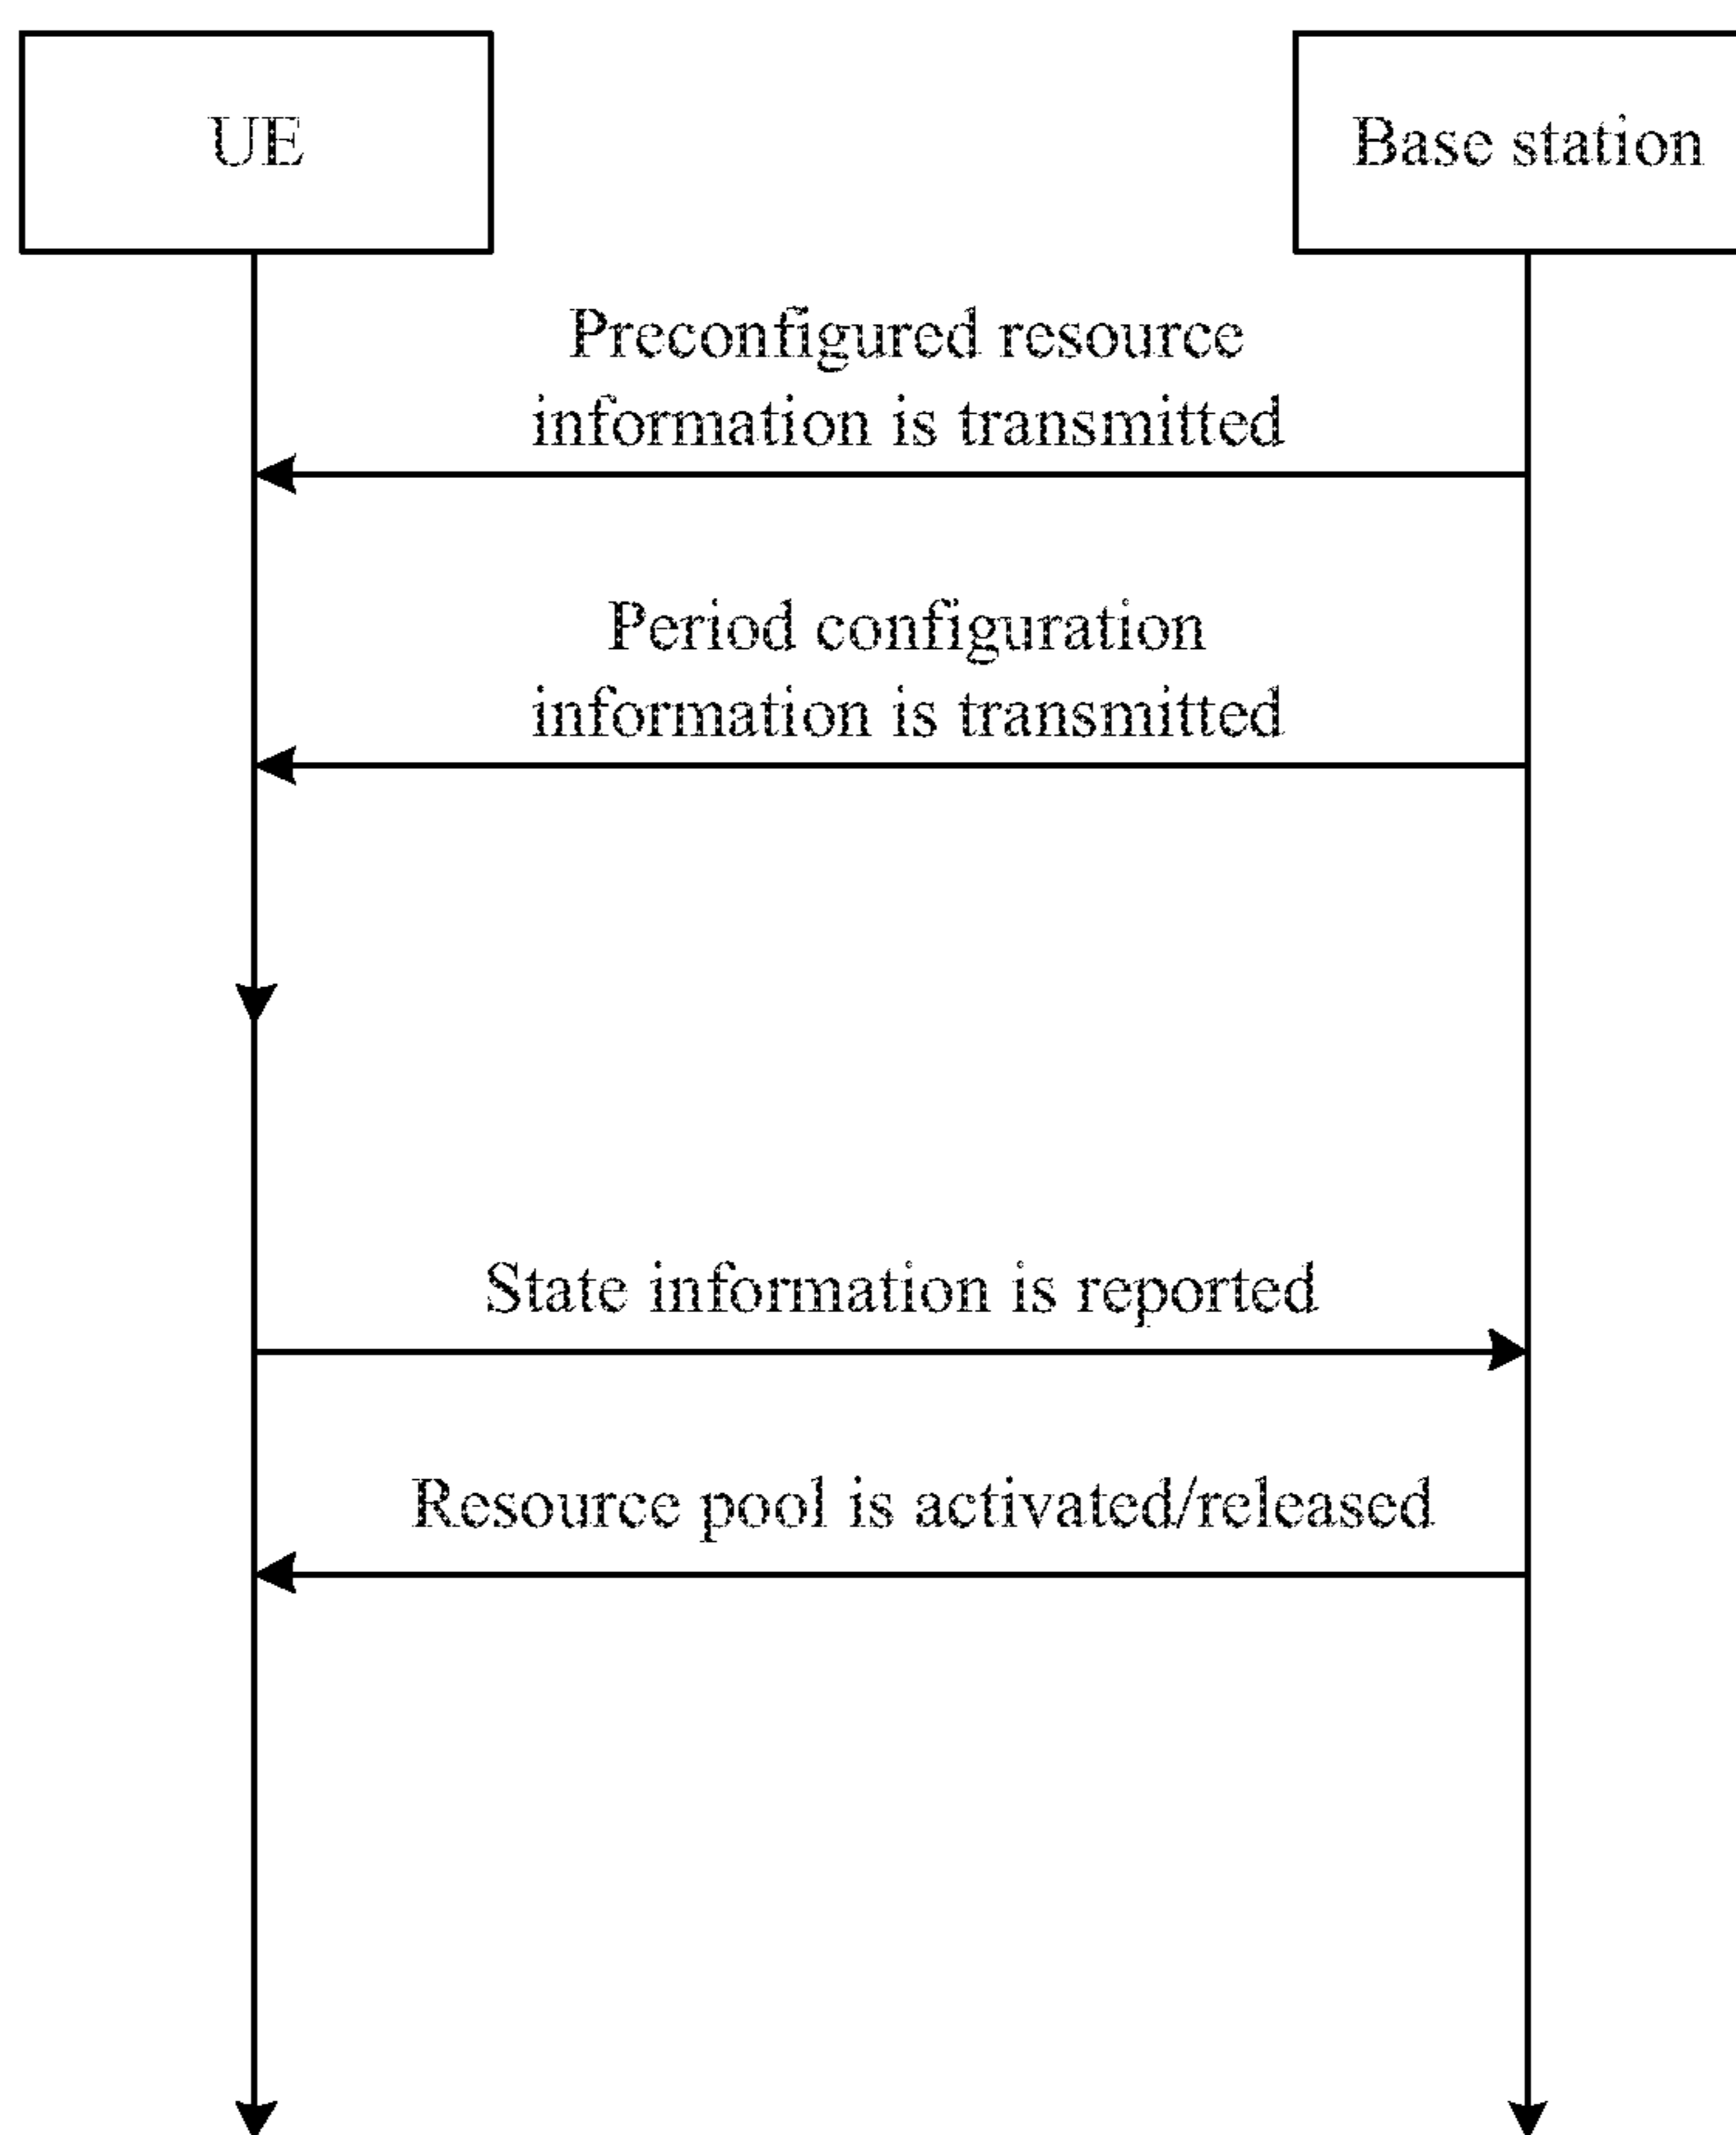 UE
Base station
Preconfigured resource
information is transmitted
Period configuration
information is transmitted
State information is reported
Resource pool is activated/released